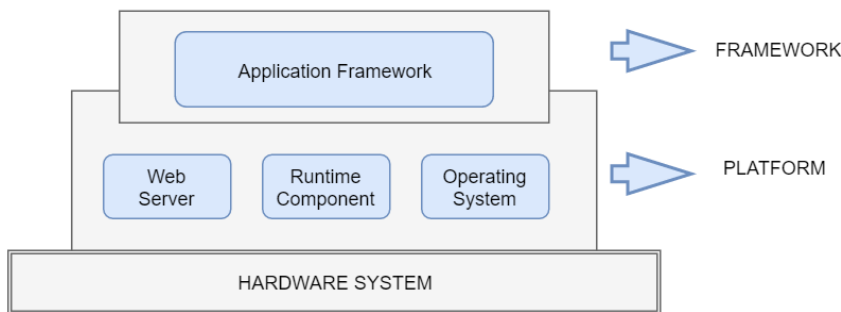 Application Framework
FRAMEWORK
Web
Server
Runtime
Component
Operating
System
PLATFORM
HARDWARE SYSTEM